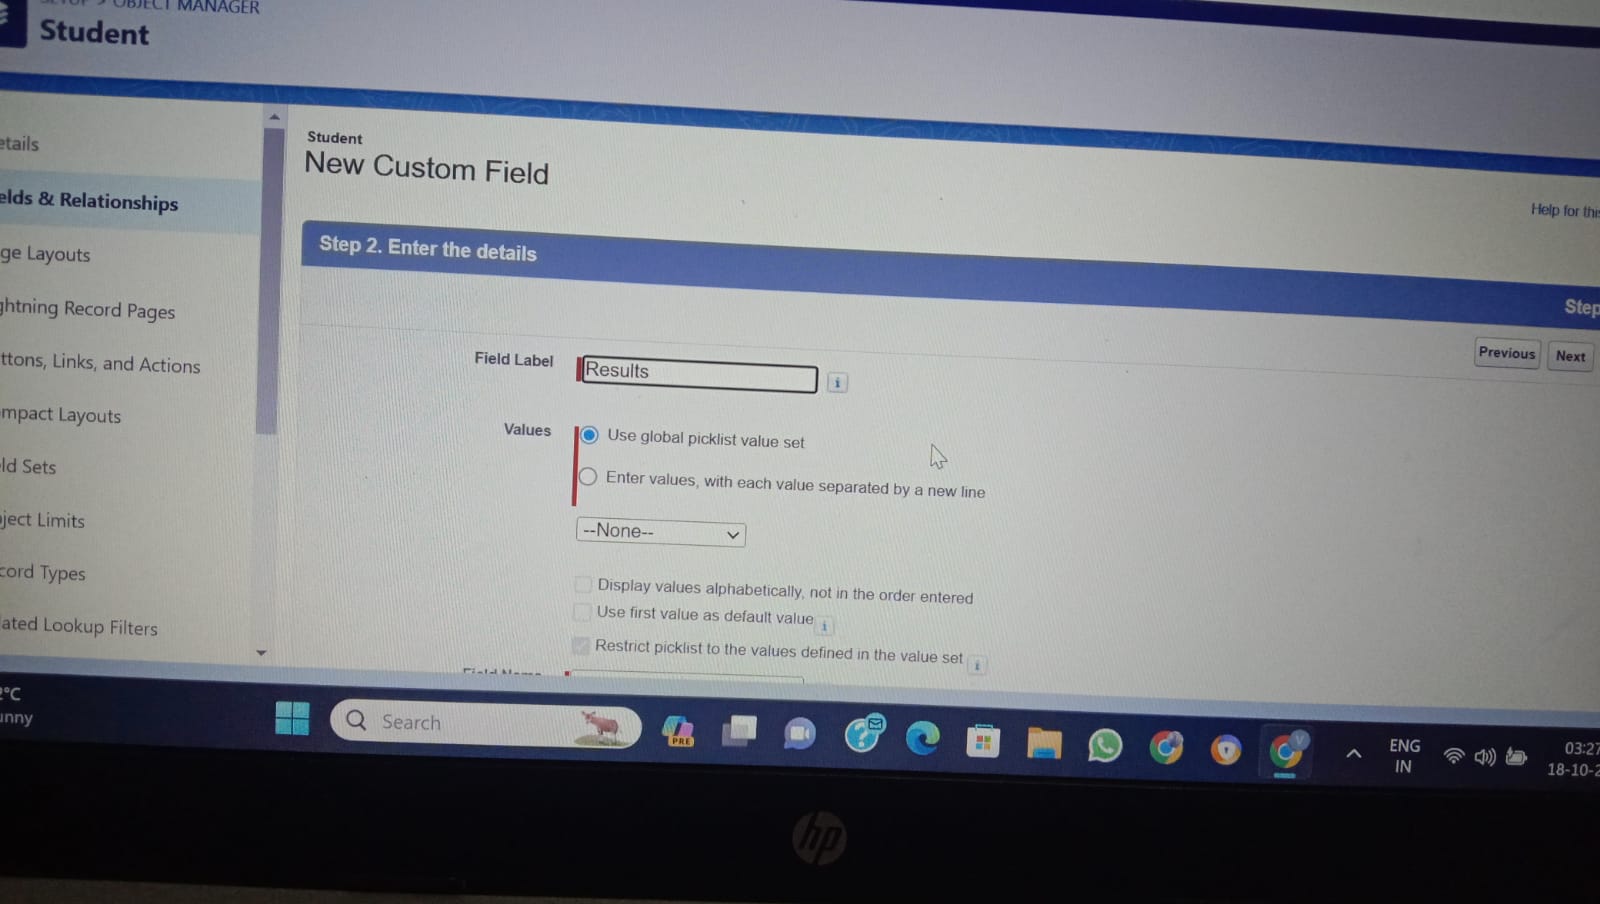 OBJECT MANAGER
Student
etails
elds & Relationships
ge Layouts
ghtning Record Pages
ttons, Links, and Actions
mpact Layouts
ld Sets
ject Limits
cord Types
ated Lookup Filters
Student
New Custom Field
Help for this
Step 2. Enter the details
Step
Previous
Next
Field Label
Results
i
Values
Use global picklist value set
Enter values, with each value separated by a new line
--None--
Display values alphabetically, not in the order entered
Use first value as default value
i
Restrict picklist to the values defined in the value set
i
Field Name
2°C
unny
Search
PRE
V
ENG
IN
03:27
18-10-2
hp